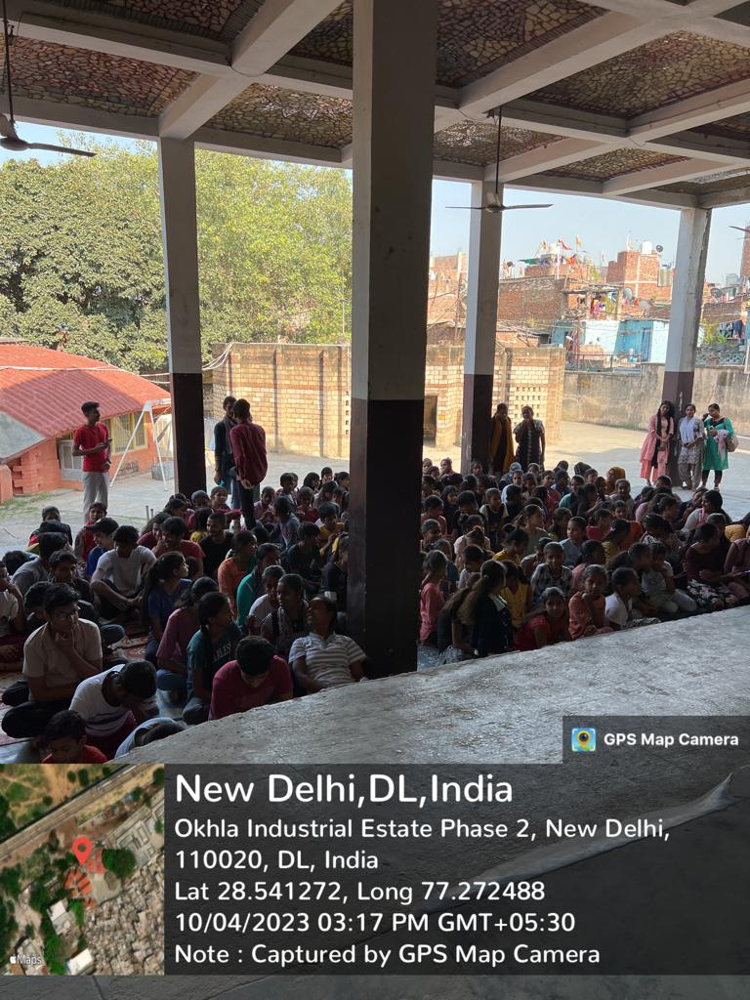 GPS Map Camera
New Delhi,DL,India
Okhla Industrial Estate Phase 2, New Delhi,
110020, DL, India
Lat 28.541272, Long 77.272488
10/04/2023 03:17 PM GMT+05:30
Note : Captured by GPS Map Camera
Maps